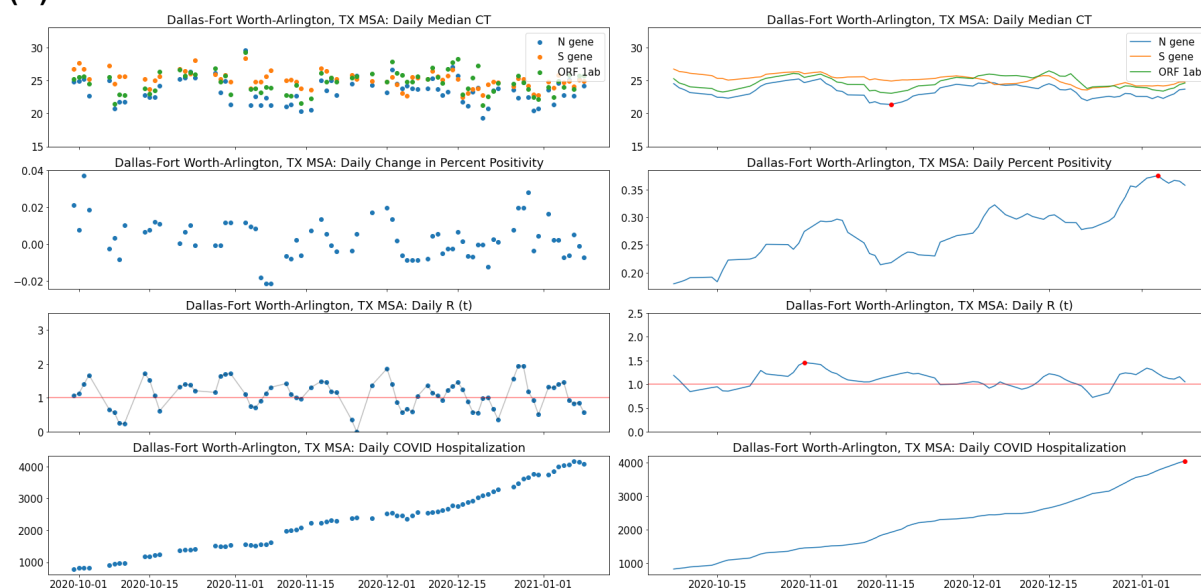 Dallas-Fort Worth-Arlington, TX MSA: Daily Median CT
30
25
20
15
N gene
S gene
ORF 1ab
Dallas-Fort Worth-Arlington, TX MSA: Daily Median CT
30
25
20
15
N gene
S gene
ORF 1ab
Dallas-Fort Worth-Arlington, TX MSA: Daily Change in Percent Positivity
0.04
0.02
0.00
−0.02
Dallas-Fort Worth-Arlington, TX MSA: Daily Percent Positivity
0.35
0.30
0.25
0.20
Dallas-Fort Worth-Arlington, TX MSA: Daily R (t)
3
2
1
0
Dallas-Fort Worth-Arlington, TX MSA: Daily R (t)
2.5
2.0
1.5
1.0
0.5
0.0
Dallas-Fort Worth-Arlington, TX MSA: Daily COVID Hospitalization
4000
3000
2000
1000
2020-10-01 2020-10-15 2020-11-01 2020-11-15 2020-12-01 2020-12-15 2021-01-01
Dallas-Fort Worth-Arlington, TX MSA: Daily COVID Hospitalization
4000
3000
2000
1000
2020-10-15 2020-11-01 2020-11-15 2020-12-01 2020-12-15 2021-01-01